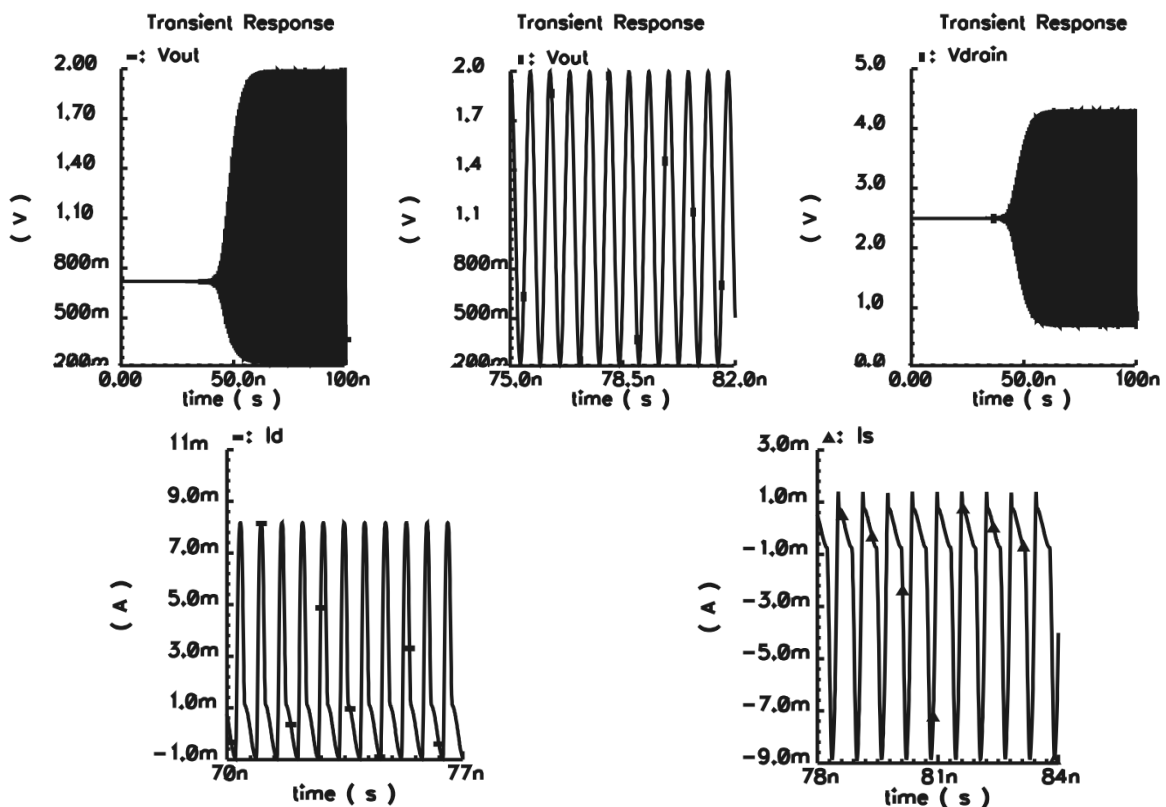 Transient Response
-: Vout
2.00
1.70
1.40
1.10
800m
500m
200m
( V )
0.00 50.0n 100n
time ( s )
Transient Response
▮: Vout
2.0
1.7
1.4
1.1
800m
500m
200m
( V )
75.0n 78.5n 82.0n
time ( s )
Transient Response
▮: Vdrain
5.0
4.0
3.0
2.0
1.0
0.0
( V )
0.00 50.0n 100n
time ( s )
-: Id
11m
9.0m
7.0m
5.0m
3.0m
1.0m
-1.0m
( A )
70n 77n
time ( s )
▲: Is
3.0m
1.0m
-1.0m
-3.0m
-5.0m
-7.0m
-9.0m
( A )
78n 81n 84n
time ( s )